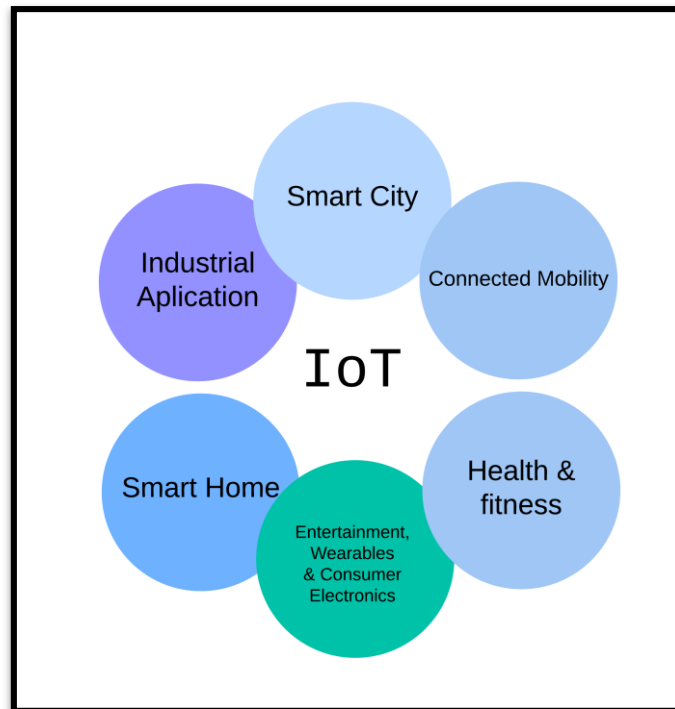 Smart City
Industrial
Aplication
Connected Mobility
IoT
Smart Home
Health &
fitness
Entertainment,
Wearables
& Consumer
Electronics